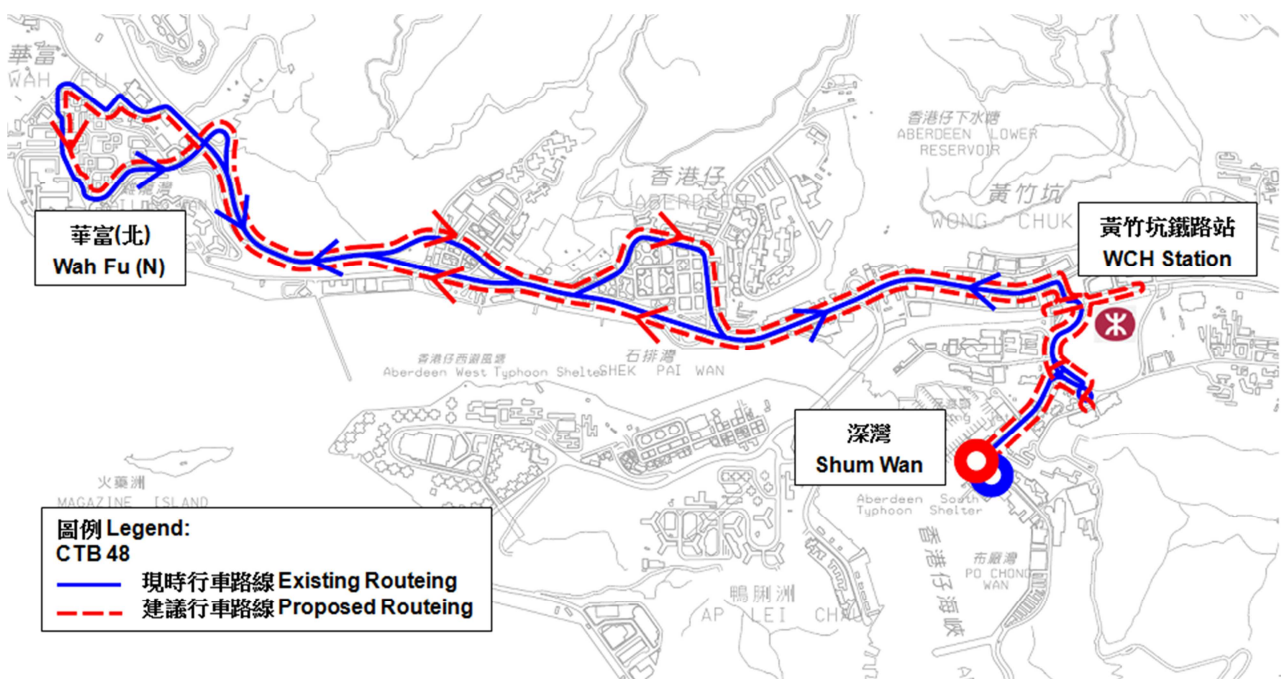 華富
WAH FU
香港仔下水塘
ABERDEEN LOWER
RESERVOIR
香港仔
ABERDEEN
黃竹坑
WONG CHUK
黃竹坑鐵路站
WCH Station
華富(北)
Wah Fu (N)
香港仔西避風塘
Aberdeen West Typhoon Shelte
石排灣
SHEK PAI WAN
深灣
Shum Wan
Aberdeen South
Typhoon Shelter
火藥洲
MAGAZINE ISLAND
布廠灣
PO CHONG
WAN
香港仔海峽
鴨脷洲
AP LEI CHAU
圖例 Legend:
CTB 48
現時行車路線 Existing Routeing
建議行車路線 Proposed Routeing